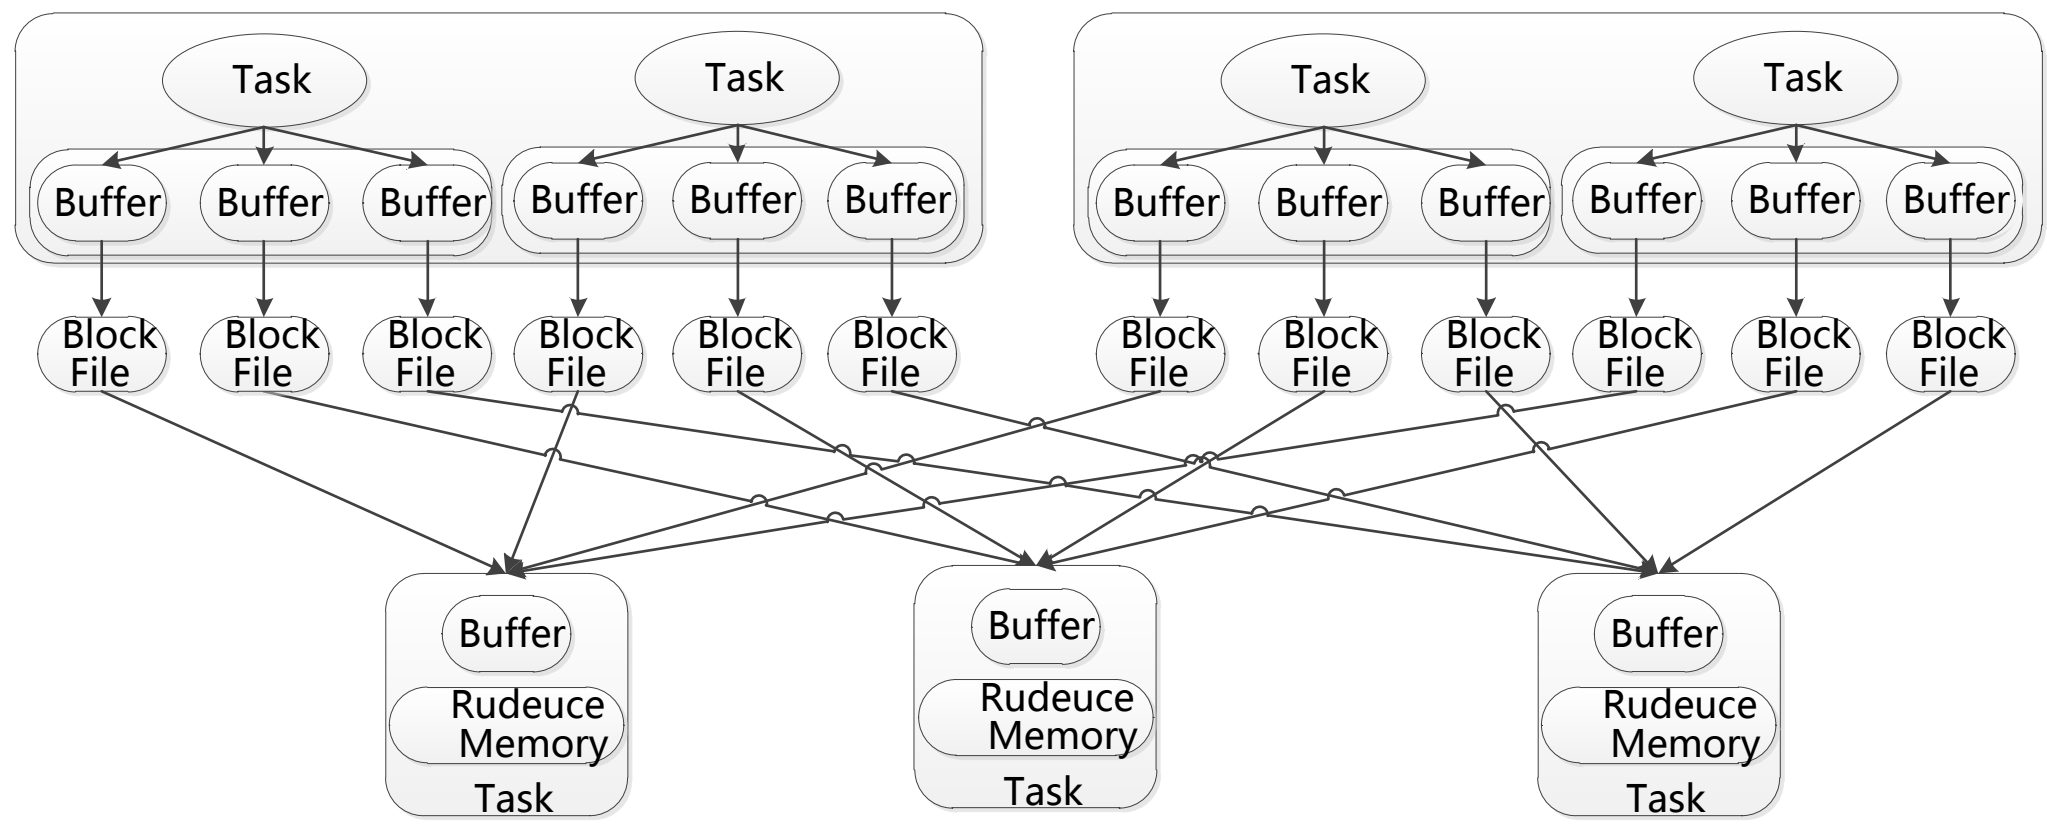 Task Task Task Task
Buffer Buffer Buffer Buffer Buffer Buffer Buffer Buffer Buffer Buffer Buffer Buffer
Block Block Block Block Block Block Block Block Block Block Block Block
File File File File File File File File File File File File
Buffer Buffer Buffer
Rudeuce Rudeuce Rudeuce
Memory Memory Memory
Task Task Task